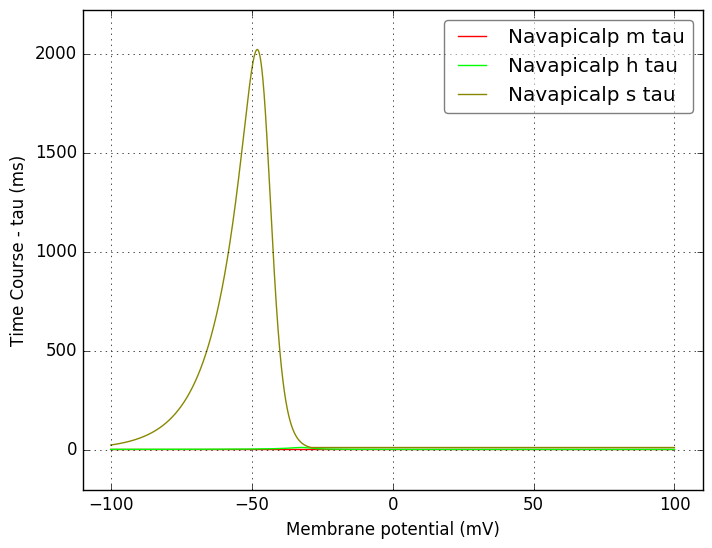 Navapicalp m tau
Navapicalp h tau
Navapicalp s tau
2000
1500
1000
500
0
Time Course - tau (ms)
−100
−50
0
50
100
Membrane potential (mV)